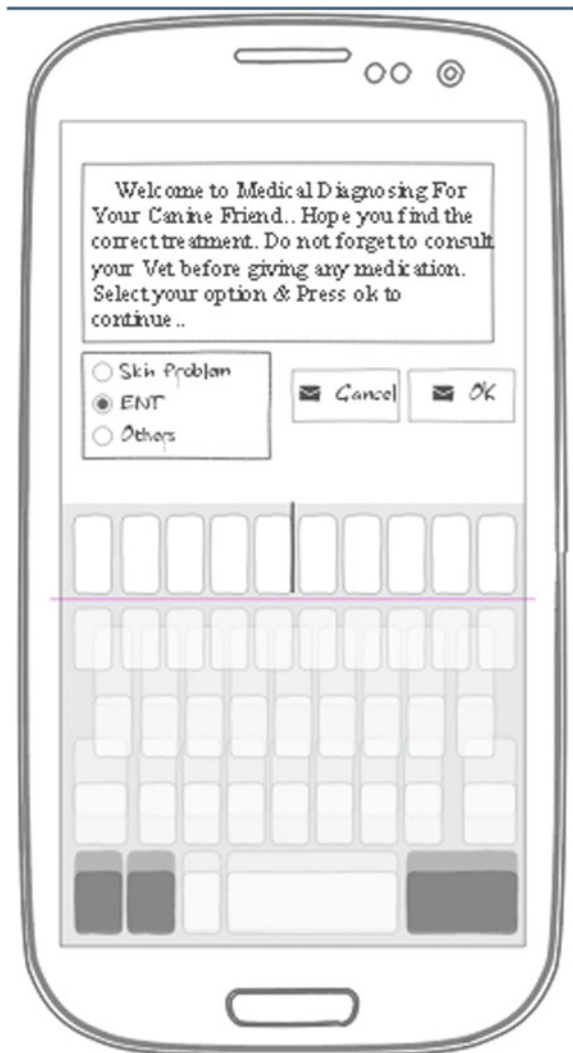 Welcome to Medical Diagnosing For
Your Canine Friend.. Hope you find the
correct treatment. Do not forget to consult
your Vet before giving any medication.
Select your option & Press ok to
continue ..
Skin Problem
ENT
Others
Cancel
OK